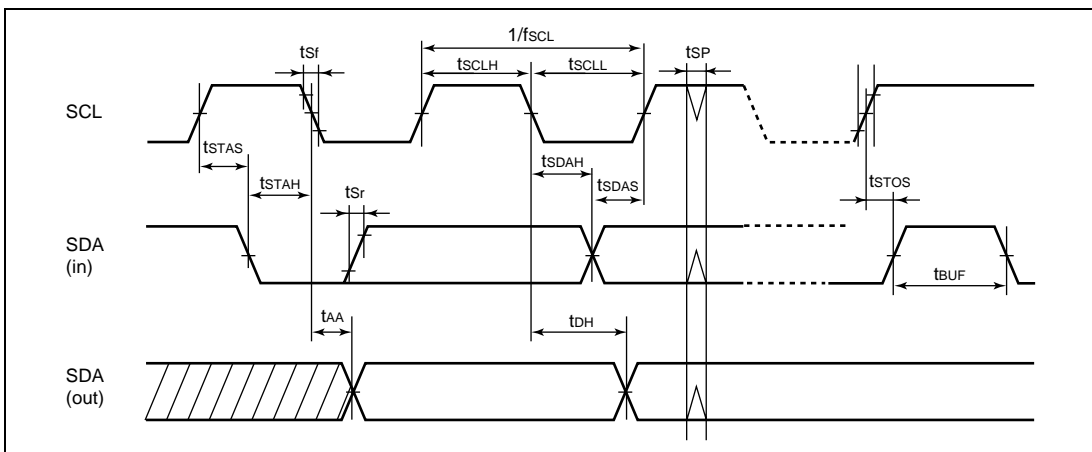 1/fSCL
tSf
tSCLH
tSCLL
tSP
SCL
tSTAS
tSTAH
tSr
tSDAH
tSDAS
tSTOS
SDA
(in)
tBUF
tAA
tDH
SDA
(out)